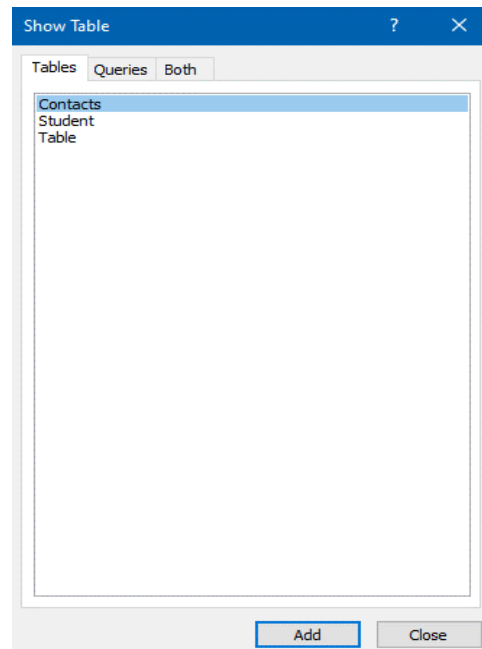 Show Table ?
Tables Queries Both
Contacts
Student
Table
Add Close